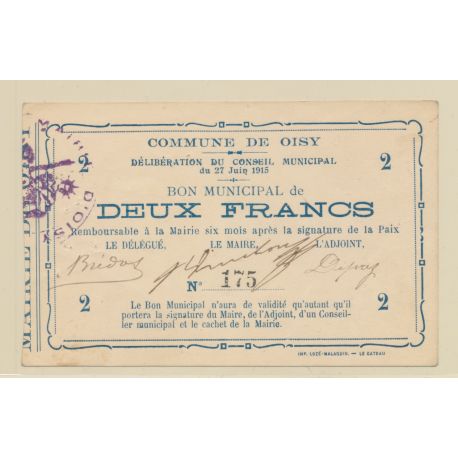 COMMUNE DE OISY
DÉLIBÉRATION DU CONSEIL MUNICIPAL
du 27 Juin 1915
2 2
BON MUNICIPAL de
DEUX FRANCS
Remboursable à la Mairie six mois après la signature de la Paix
LE DÉLÉGUÉ, LE MAIRE, L'ADJOINT,
N° 175
2 2
Le Bon Municipal n'aura de validité qu'autant qu'il
portera la signature du Maire, de l'Adjoint, d'un Conseil-
ler municipal et le cachet de la Mairie.
IMP. LOZÉ-MALASSIN. — LE CATEAU